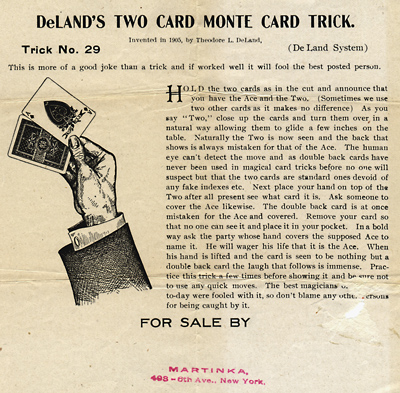 DELAND'S TWO CARD MONTE CARD TRICK.
Invented in 1905, by Theodore L. DeLand,
Trick No. 29 (De Land System)
This is more of a good joke than a trick and if worked well it will fool the best posted person.
HOLD the two cards as in the cut and announce that
you have the Ace and the Two. (Sometimes we use
two other cards as it makes no difference) As you
say "Two," close up the cards and turn them over in a
natural way allowing them to glide a few inches on the
table. Naturally the Two is now seen and the back that
shows is always mistaken for that of the Ace. The human
eye can't detect the move and as double back cards have
never been used in magical card tricks before no one will
suspect but that the two cards are standard ones devoid of
any fake indexes etc. Next place your hand on top of the
Two after all present see what card it is. Ask someone to
cover the Ace likewise. The double back card is at once
mistaken for the Ace and covered. Remove your card so
that no one can see it and place it in your pocket. In a bold
way ask the party whose hand covers the supposed Ace to
name it. He will wager his life that it is the Ace. When
his hand is lifted and the card is seen to be nothing but a
double back card the laugh that follows is immense. Prac-
tice this trick a few times before showing it and be sure not
to use any quick moves. The best magicians
to-day were fooled with it, so don't blame any other persons
for being caught by it.
FOR SALE BY
MARTINKA,
493-6th Ave., New York.